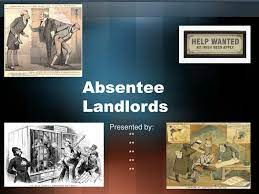 HELP WANTED
NO IRISH NEED APPLY
Absentee
Landlords
Presented by:
**
**
**
**
**